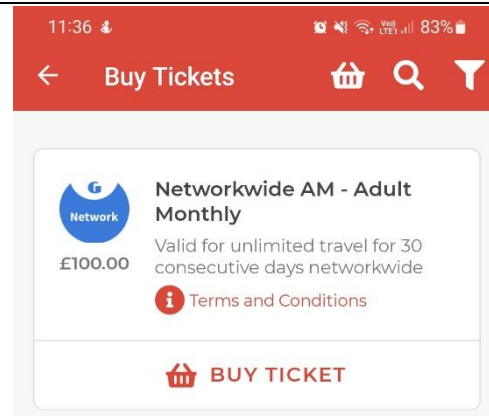 11:36 83%
Buy Tickets
G
Network
£100.00
Networkwide AM - Adult
Monthly
Valid for unlimited travel for 30
consecutive days networkwide
i Terms and Conditions
BUY TICKET